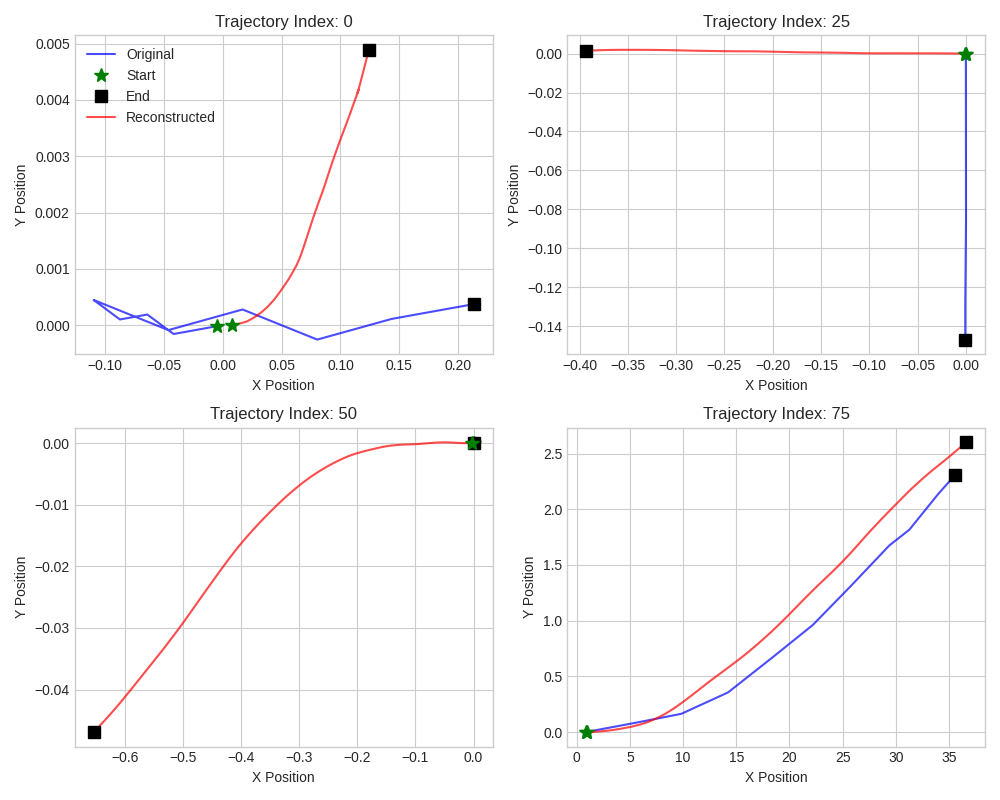 Trajectory Index: 0
0.005
0.004
0.003
0.002
0.001
0.000
Original
Start
End
Reconstructed
Y Position
−0.10 −0.05 0.00 0.05 0.10 0.15 0.20
X Position
Trajectory Index: 25
0.00
−0.02
−0.04
−0.06
−0.08
−0.10
−0.12
−0.14
Y Position
−0.40 −0.35 −0.30 −0.25 −0.20 −0.15 −0.10 −0.05 0.00
X Position
Trajectory Index: 50
0.00
−0.01
−0.02
−0.03
−0.04
Y Position
−0.6 −0.5 −0.4 −0.3 −0.2 −0.1 0.0
X Position
Trajectory Index: 75
2.5
2.0
1.5
1.0
0.5
0.0
Y Position
0 5 10 15 20 25 30 35
X Position